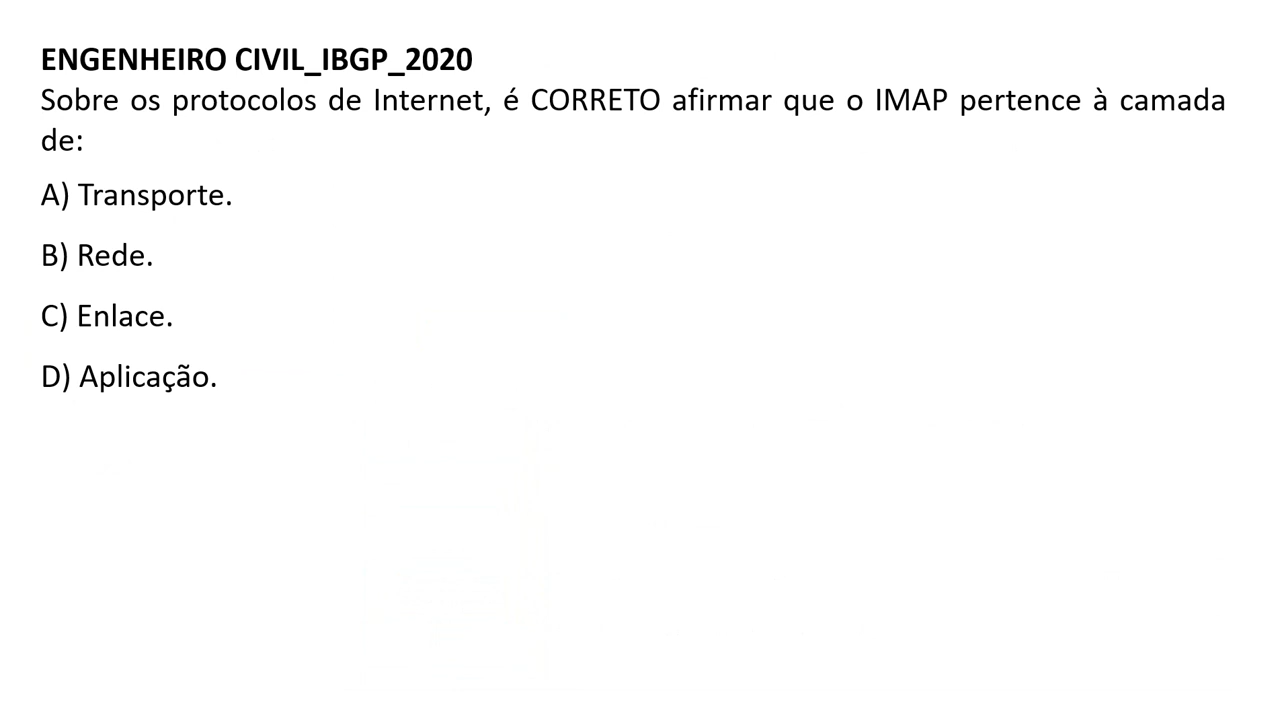 ENGENHEIRO CIVIL_IBGP_2020
Sobre os protocolos de Internet, é CORRETO afirmar que o IMAP pertence à camada
de:
A) Transporte.
B) Rede.
C) Enlace.
D) Aplicação.